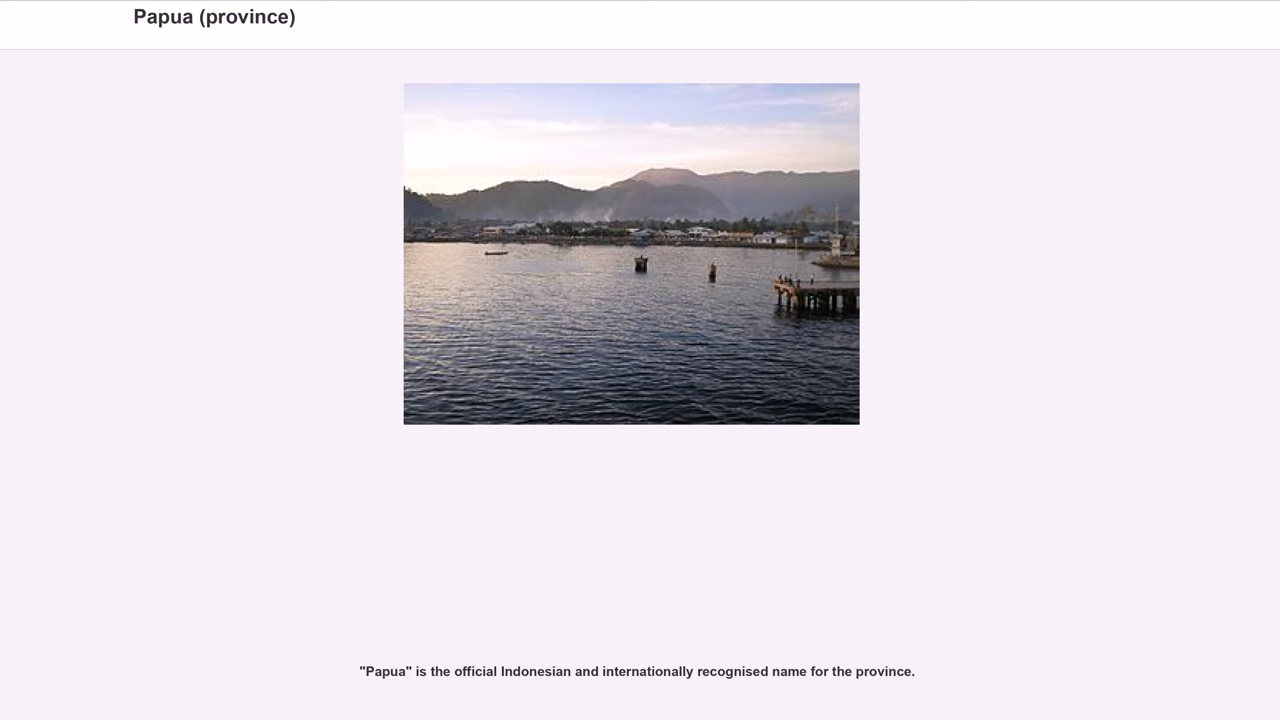 Papua (province)
"Papua" is the official Indonesian and internationally recognised name for the province.